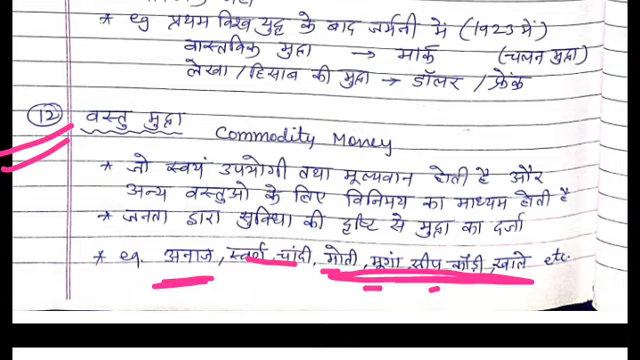 * eg प्रथम विश्व युद्ध के बाद जर्मनी में (1923 में)
वास्तविक मुद्रा → मार्क (चलन मुद्रा)
लेखा / हिसाब की मुद्रा → डॉलर / फ्रेंक
(12) वस्तु मुद्रा
Commodity Money
* जो स्वयं उपयोगी तथा मूल्यवान होती है और
अन्य वस्तुओ के लिए विनिमय का माध्यम होती है
* जनता द्वारा सुविधा की दृष्टि से मुद्रा का दर्जा
* eg. अनाज, स्वर्ण चांदी, मोती, मूगां, सीप कौड़ी, खाले etc.